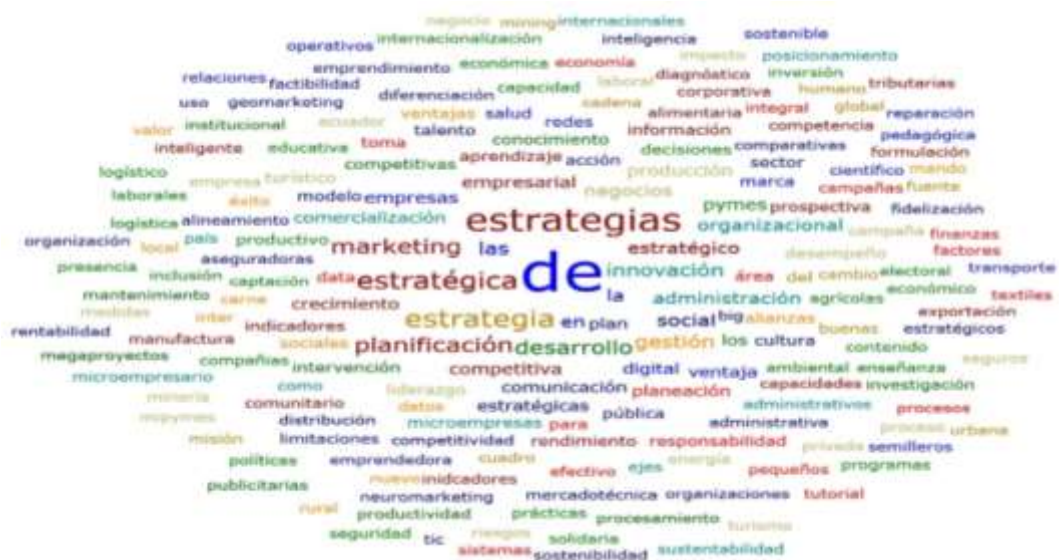 negocio mining internacionales
operativos internacionalización inteligencia sostenible
emprendimiento económica economía impacto posicionamiento
relaciones factibilidad capacidad laboral diagnóstico inversión tributarias
uso geomarketing diferenciación cadena corporativa humano
valor institucional ecuador ventajas salud redes alimentaria integral global reparación
inteligente educativa toma talento conocimiento información competencia pedagógica
logístico competitivas aprendizaje acción decisiones comparativas formulación
laborales empresa turístico empresarial producción sector científico mando
éxito modelo empresas negocios marca campañas fuente
logística alineamiento comercialización estrategias pymes prospectiva fidelización
organización local país productivo marketing las organizacional campaña finanzas
presencia aseguradoras estratégico desempeño factores
inclusión captación data estratégica de innovación área del cambio electoral transporte
mantenimiento carne crecimiento la administración agrícolas económico textiles
medidas inter estrategia en plan social big alianzas exportación
rentabilidad manufactura indicadores buenas estratégicos
megaproyectos sociales planificación desarrollo gestión los cultura contenido
compañias intervención competitiva digital ventaja ambiental enseñanza seguros
microempresario como liderazgo comunicación planeación capacidades investigación
minería comunitario datos estratégicas pública administrativos procesos
mipymes distribución microempresas para administrativa proceso urbana
misión limitaciones competitividad rendimiento responsabilidad privada semilleros
políticas emprendedora cuadro efectivo ejes energía pequeños programas
publicitarias nuevo inidcadores
rural neuromarketing mercadotécnica organizaciones tutorial
productividad prácticas procesamiento turismo
seguridad tic riesgos solidaria
sistemas sostenibilidad sustentabilidad